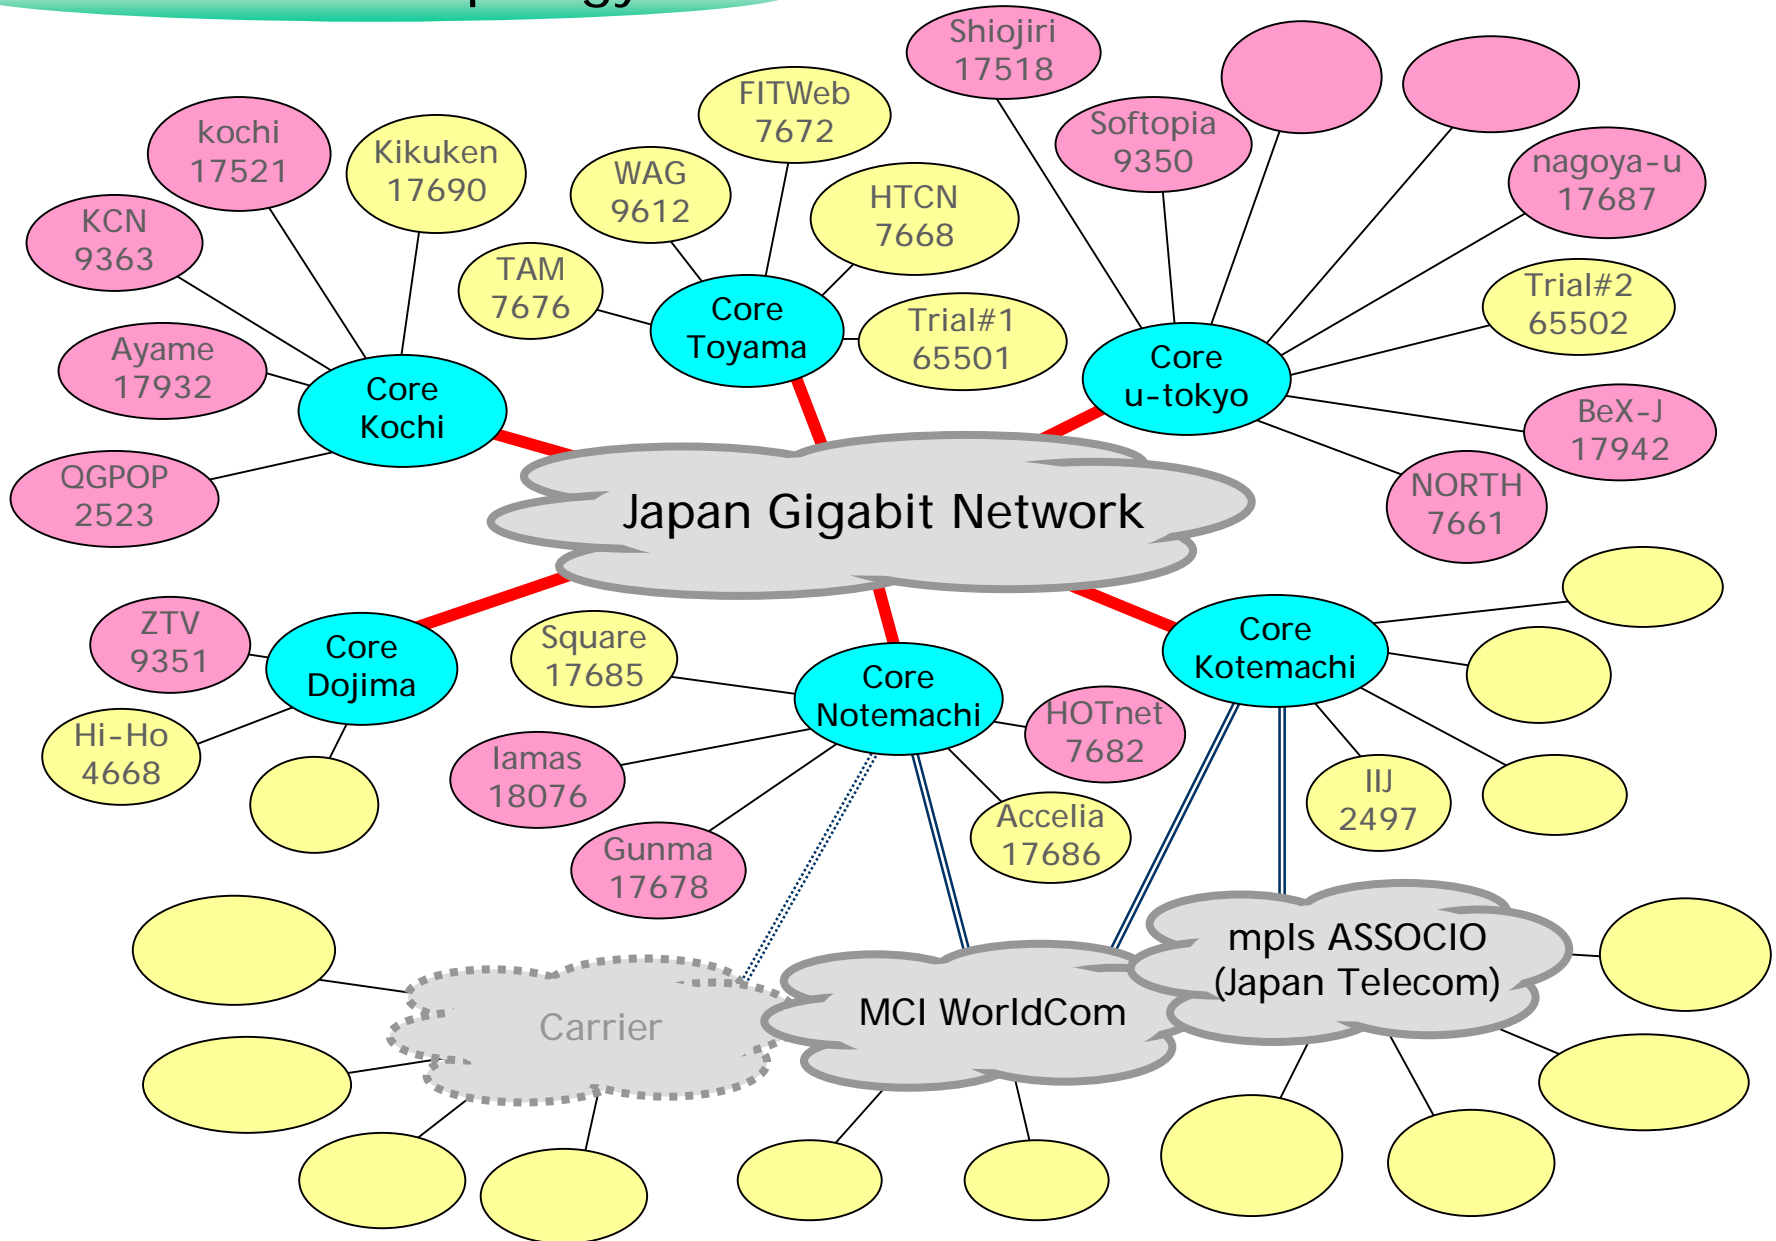 Shiojiri
17518
FITWeb
7672
Softopia
9350
kochi
17521
Kikuken
17690
WAG
9612
nagoya-u
17687
HTCN
7668
KCN
9363
TAM
7676
Trial#2
65502
Core
Toyama
Trial#1
65501
Ayame
17932
Core
Kochi
Core
u-tokyo
BeX-J
17942
QGPOP
2523
Japan Gigabit Network
NORTH
7661
ZTV
9351
Core
Dojima
Square
17685
Core
Notemachi
Core
Kotemachi
HOTnet
7682
Hi-Ho
4668
Iamas
18076
IIJ
2497
Accelia
17686
Gunma
17678
mpls ASSOCIO
(Japan Telecom)
MCI WorldCom
Carrier